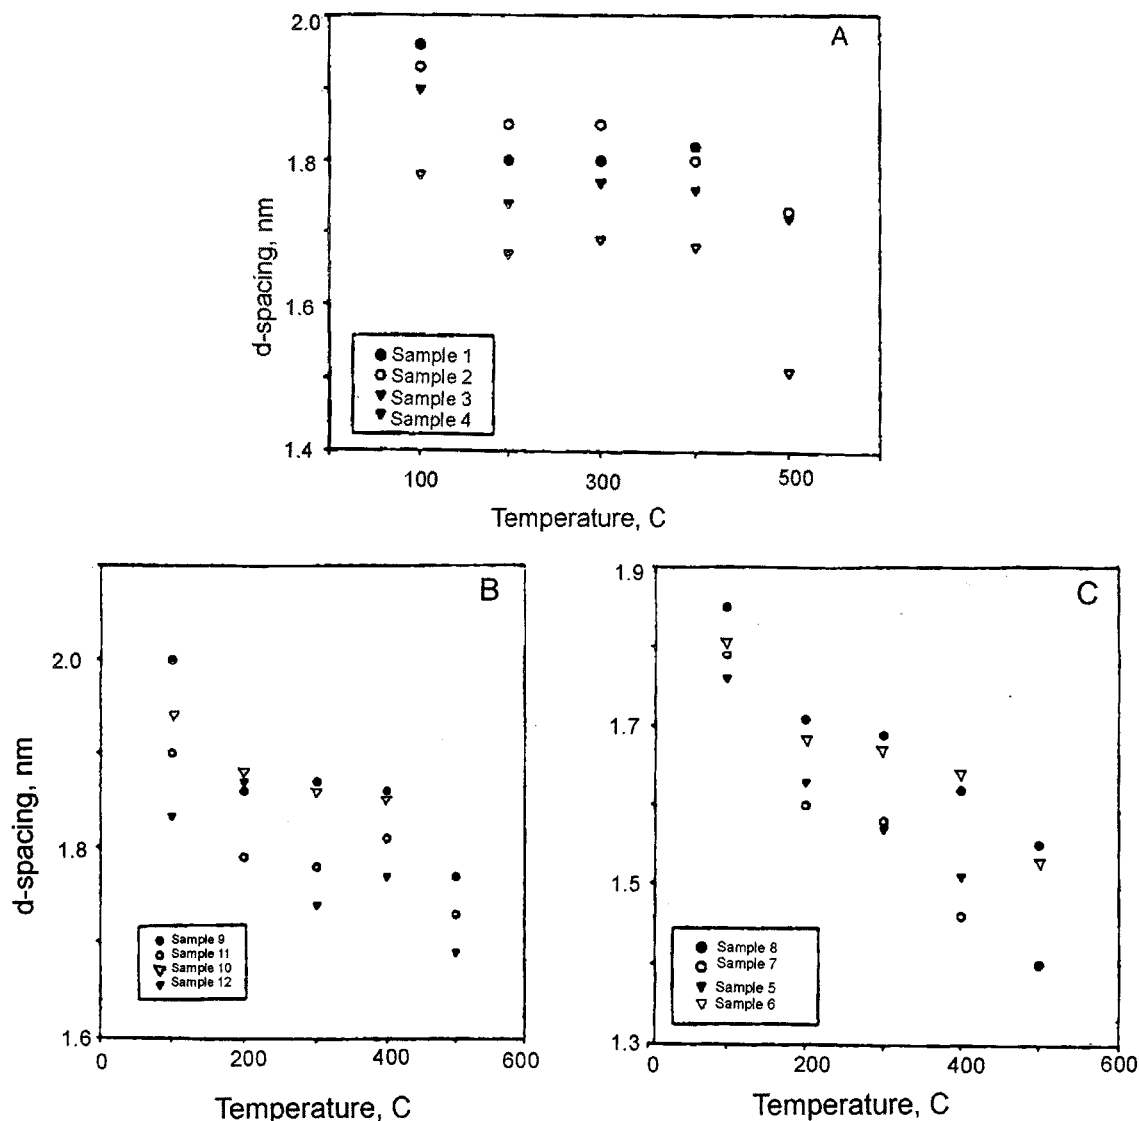 A
2.0
1.8
1.6
1.4
d-spacing, nm
Sample 1
Sample 2
Sample 3
Sample 4
100
300
500
Temperature, C
B
2.0
1.8
1.6
d-spacing, nm
Sample 9
Sample 11
Sample 10
Sample 12
0
200
400
600
Temperature, C
C
1.9
1.7
1.5
1.3
Sample 8
Sample 7
Sample 5
Sample 6
0
200
400
600
Temperature, C